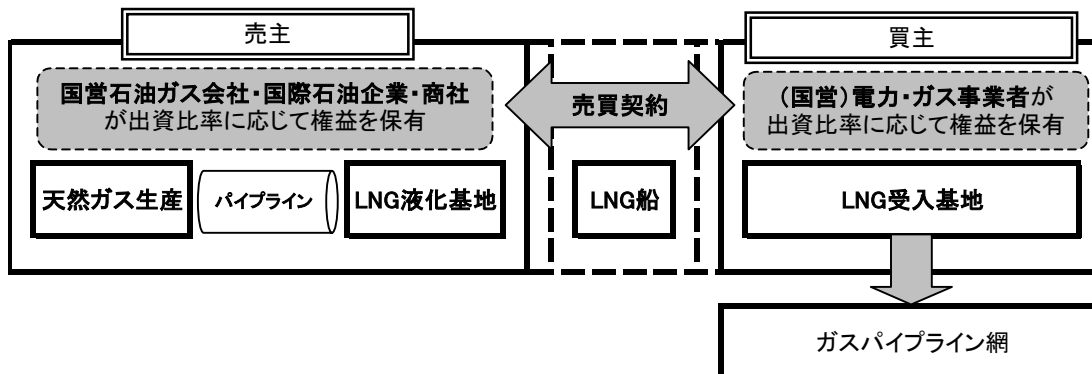 売主
国営石油ガス会社・国際石油企業・商社
が出資比率に応じて権益を保有
天然ガス生産
パイプライン
LNG液化基地
売買契約
LNG船
買主
（国営）電力・ガス事業者が
出資比率に応じて権益を保有
LNG受入基地
ガスパイプライン網